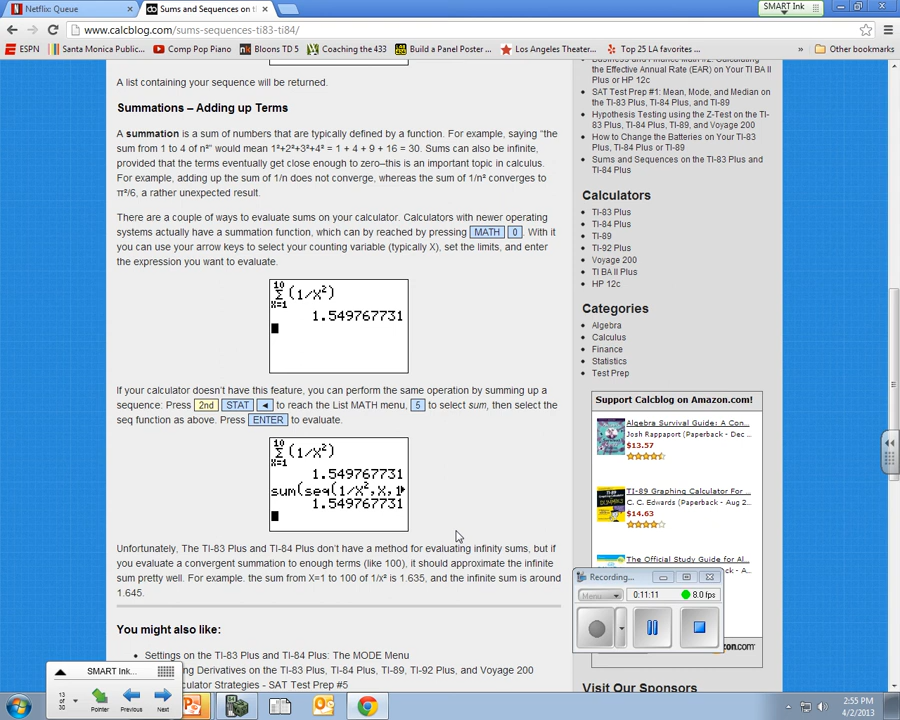 Netflix: Queue
Sums and Sequences on t
SMART Ink
www.calcblog.com/sums-sequences-ti83-ti84/
ESPN
Santa Monica Public...
Comp Pop Piano
Bloons TD 5
Coaching the 433
Build a Panel Poster...
Los Angeles Theater...
Top 25 LA favorites ...
»
Other bookmarks
A list containing your sequence will be returned.
Summations – Adding up Terms
A summation is a sum of numbers that are typically defined by a function. For example, saying "the
sum from 1 to 4 of n²" would mean 1²+2²+3²+4² = 1 + 4 + 9 + 16 = 30. Sums can also be infinite,
provided that the terms eventually get close enough to zero–this is an important topic in calculus.
For example, adding up the sum of 1/n does not converge, whereas the sum of 1/n² converges to
π²/6, a rather unexpected result.
There are a couple of ways to evaluate sums on your calculator. Calculators with newer operating
systems actually have a summation function, which can by reached by pressing MATH 0. With it
you can use your arrow keys to select your counting variable (typically X), set the limits, and enter
the expression you want to evaluate.
10
Σ(1/X²)
X=1
1.549767731
If your calculator doesn't have this feature, you can perform the same operation by summing up a
sequence: Press 2nd STAT ◄ to reach the List MATH menu, 5 to select sum, then select the
seq function as above. Press ENTER to evaluate.
10
Σ(1/X²)
X=1
1.549767731
sum(seq(1/X²,X,1
1.549767731
Unfortunately, The TI-83 Plus and TI-84 Plus don't have a method for evaluating infinity sums, but if
you evaluate a convergent summation to enough terms (like 100), it should approximate the infinite
sum pretty well. For example. the sum from X=1 to 100 of 1/x² is 1.635, and the infinite sum is around
1.645.
You might also like:
Settings on the TI-83 Plus and TI-84 Plus: The MODE Menu
ing Derivatives on the TI-83 Plus, TI-84 Plus, TI-89, TI-92 Plus, and Voyage 200
culator Strategies - SAT Test Prep #5
the Effective Annual Rate (EAR) on Your TI BA II
Plus or HP 12c
SAT Test Prep #1: Mean, Mode, and Median on
the TI-83 Plus, TI-84 Plus, and TI-89
Hypothesis Testing using the Z-Test on the TI-
83 Plus, TI-84 Plus, TI-89, and Voyage 200
How to Change the Batteries on Your TI-83
Plus, TI-84 Plus or TI-89
Sums and Sequences on the TI-83 Plus and
TI-84 Plus
Calculators
TI-83 Plus
TI-84 Plus
TI-89
TI-92 Plus
Voyage 200
TI BA II Plus
HP 12c
Categories
Algebra
Calculus
Finance
Statistics
Test Prep
Support Calcblog on Amazon.com!
Algebra Survival Guide: A Con...
Josh Rappaport (Paperback - Dec ...
$13.57
TI-89 Graphing Calculator For ...
C. C. Edwards (Paperback - Aug 2...
$14.63
The Official Study Guide for Al...
zon.com
Visit Our Sponsors
Recording...
Menu
0:11:11
8.0 fps
SMART Ink...
13
of
30
Pointer
Previous
Next
2:55 PM
4/2/2013